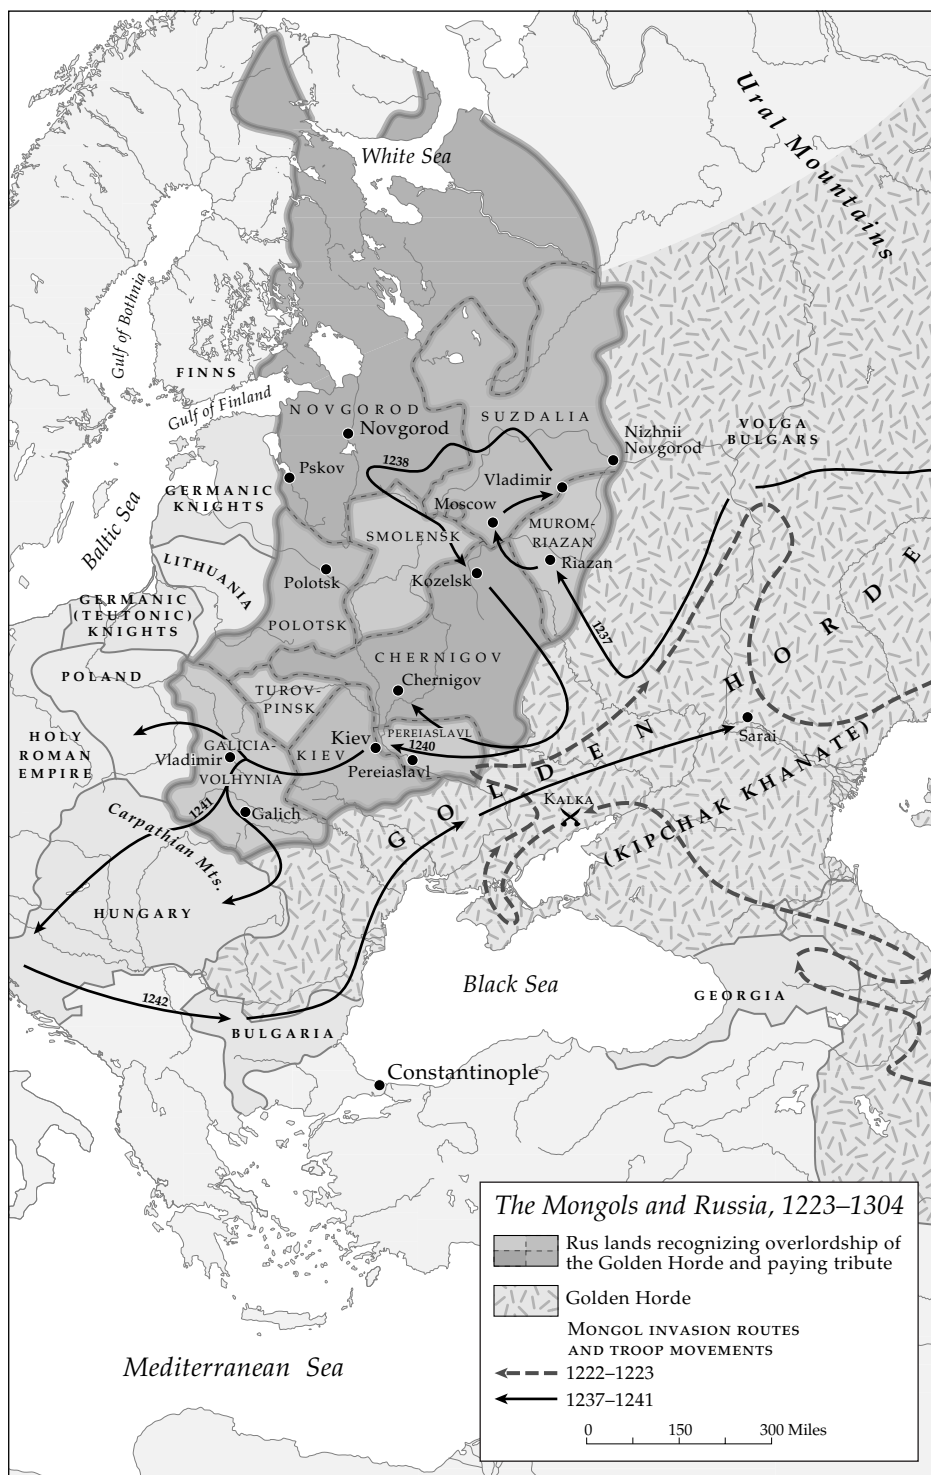 White Sea
Ural Mountains
Gulf of Bothnia
FINNS
Gulf of Finland
NOVGOROD
Novgorod
SUZDALIA
Nizhnii
Novgorod
VOLGA
BULGARS
Pskov
1238
Vladimir
GERMANIC
KNIGHTS
Moscow
Baltic Sea
SMOLENSK
MUROM-
RIAZAN
Riazan
LITHUANIA
Polotsk
Kozelsk
GERMANIC
(TEUTONIC)
KNIGHTS
POLOTSK
1237
CHERNIGOV
Chernigov
POLAND
TUROV-
PINSK
GOLDEN HORDE
(KIPCHAK KHANATE)
Sarai
HOLY
ROMAN
EMPIRE
GALICIA-
VOLHYNIA
Vladimir
KIEV
Kiev
PEREIASLAVL
1240
Pereiaslavl
KALKA
1241
Galich
Carpathian Mts.
HUNGARY
Black Sea
GEORGIA
1242
BULGARIA
Constantinople
Mediterranean Sea
The Mongols and Russia, 1223–1304
Rus lands recognizing overlordship of
the Golden Horde and paying tribute
Golden Horde
MONGOL INVASION ROUTES
AND TROOP MOVEMENTS
1222–1223
1237–1241
0 150 300 Miles